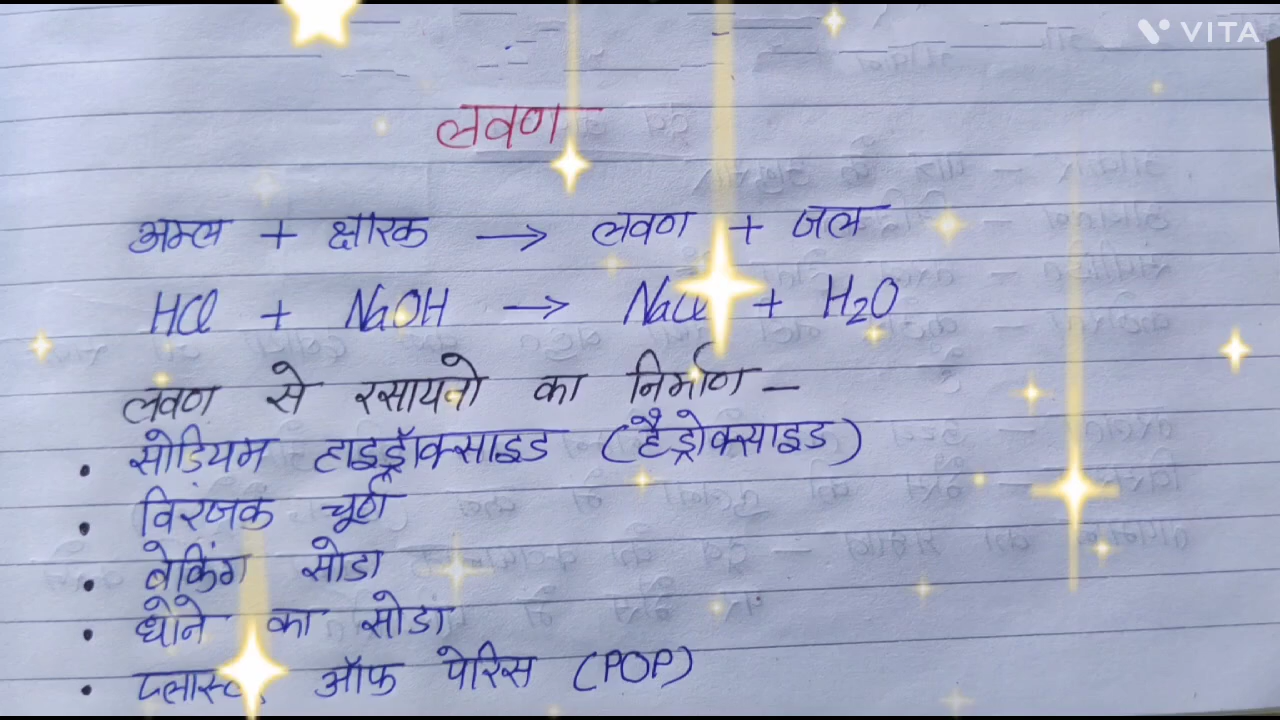 VITA
लवण
अम्ल + क्षारक → लवण + जल
HCl + NaOH → NaCl + H2O
लवण से रसायनो का निर्माण –
• सोडियम हाइड्रॉक्साइड (हैड्रोक्साइड)
• विरंजक चूर्ण
• बेकिंग सोडा
• धोने का सोडा
• ऑफ पेरिस (POP)